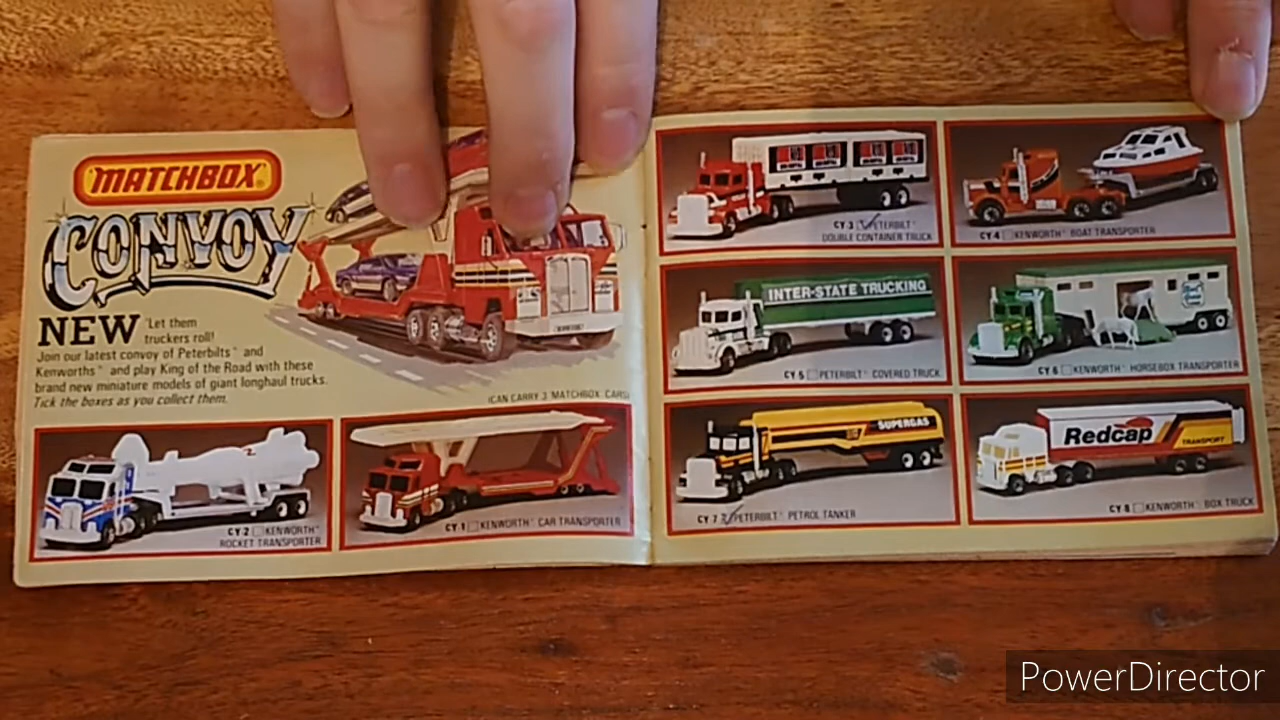 MATCHBOX
CONVOY
NEW
"Let them
truckers roll!
Join our latest convoy of Peterbilts™ and
Kenworths™ and play King of the Road with these
brand new miniature models of giant longhaul trucks.
Tick the boxes as you collect them.
(CAN CARRY 3 MATCHBOX CARS)
CY-2 KENWORTH™
ROCKET TRANSPORTER
CY-1 KENWORTH™ CAR TRANSPORTER
CY-3 PETERBILT™
DOUBLE CONTAINER TRUCK
CY-4 KENWORTH™ BOAT TRANSPORTER
INTER-STATE TRUCKING
CY 5 PETERBILT™ COVERED TRUCK
CY 6 KENWORTH™ HORSEBOX TRANSPORTER
SUPERGAS
CY 7 PETERBILT™ PETROL TANKER
Redcap
TRANSPORT
CY 8 KENWORTH™ BOX TRUCK
PowerDirector